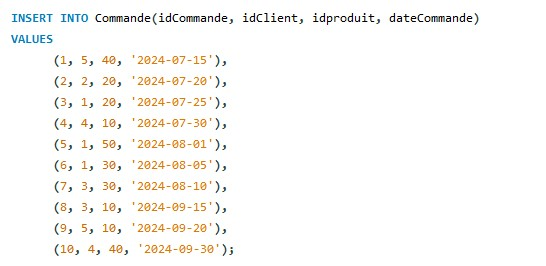 INSERT INTO Commande(idCommande, idClient, idproduit, dateCommande)
VALUES
(1, 5, 40, '2024-07-15'),
(2, 2, 20, '2024-07-20'),
(3, 1, 20, '2024-07-25'),
(4, 4, 10, '2024-07-30'),
(5, 1, 50, '2024-08-01'),
(6, 1, 30, '2024-08-05'),
(7, 3, 30, '2024-08-10'),
(8, 3, 10, '2024-09-15'),
(9, 5, 10, '2024-09-20'),
(10, 4, 40, '2024-09-30');